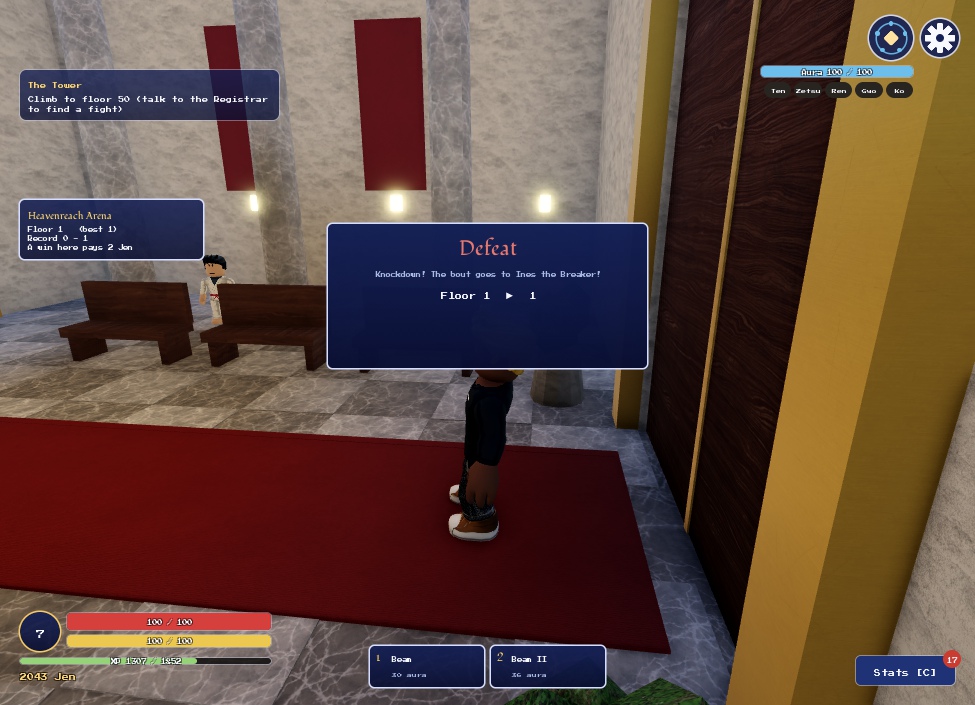 The Tower
Climb to floor 50 (talk to the Registrar
to find a fight)
Aura 100 / 100
Ten
Zetsu
Ren
Gyo
Ko
Heavenreach Arena
Floor 1 (best 1)
Record 0 - 1
A win here pays 2 Jen
Defeat
Knockdown! The bout goes to Ines the Breaker!
Floor 1 ► 1
7
100 / 100
100 / 100
XP 1307 / 1852
2043 Jen
1 Beam
30 aura
2 Beam II
36 aura
17
Stats [C]